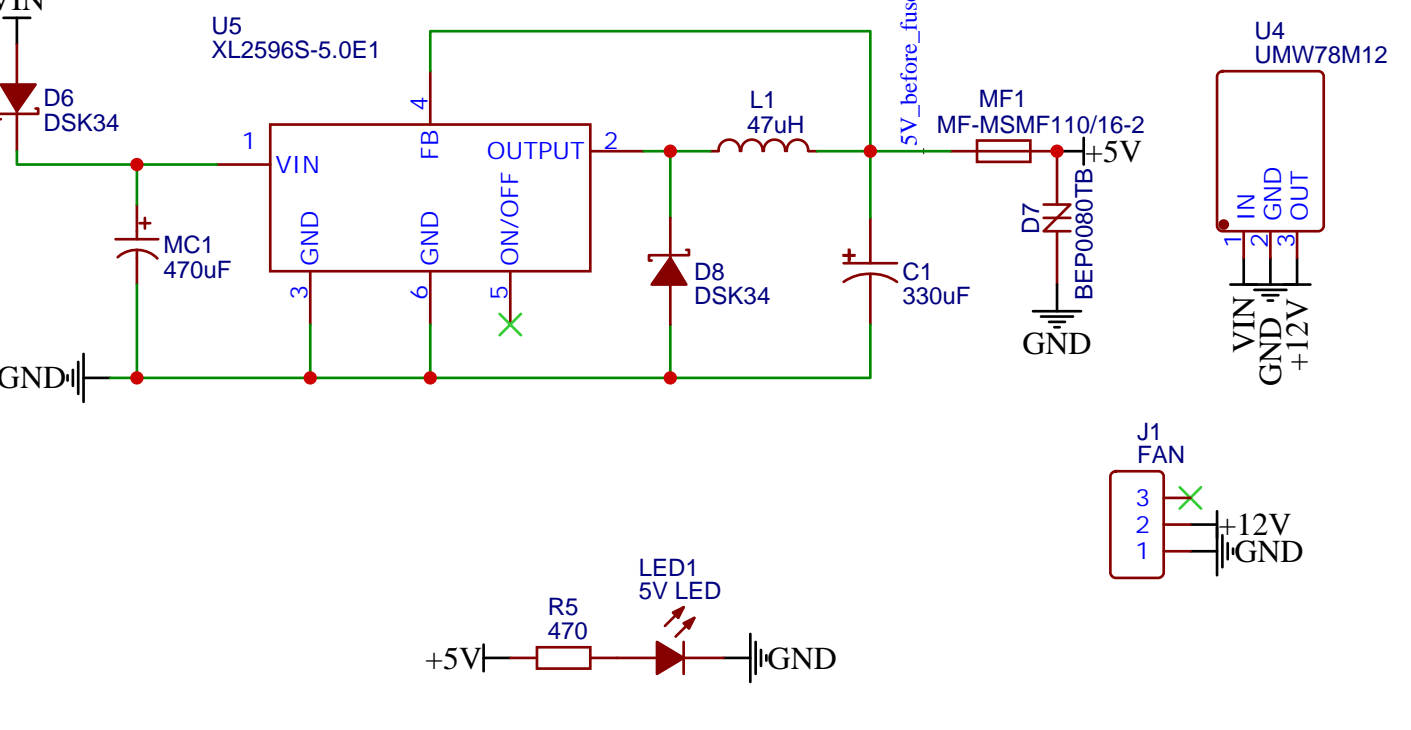 VIN
U5
XL2596S-5.0E1
D6
DSK34
1
VIN
4
FB
OUTPUT
2
GND
3
GND
6
ON/OFF
5
MC1
470uF
GND
L1
47uH
D8
DSK34
C1
330uF
5V_before_fuse
MF1
MF-MSMF110/16-2
+5V
D7
BEP0080TB
GND
U4
UMW78M12
IN
GND
OUT
1
2
3
VIN
GND
+12V
J1
FAN
3
2
1
+12V
GND
LED1
5V LED
R5
470
+5V
GND